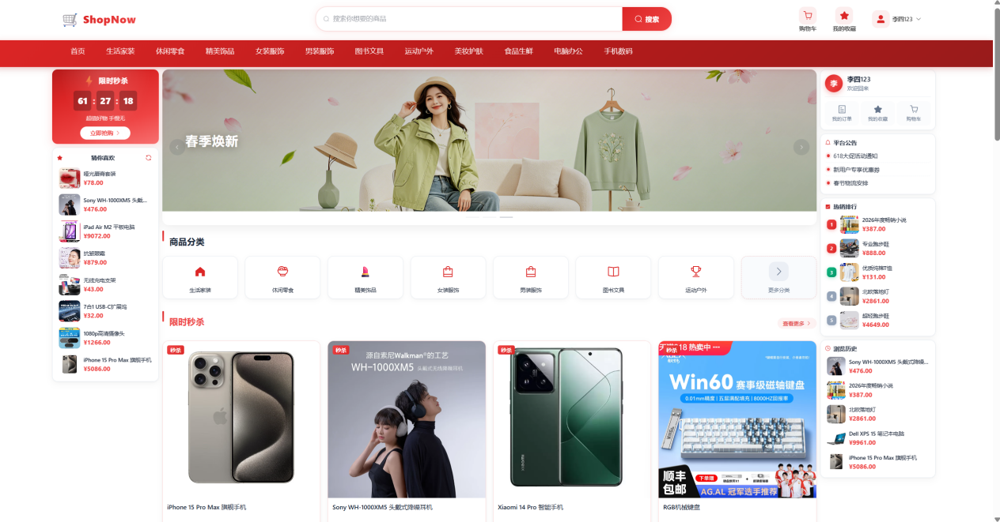 ShopNow
搜索你想要的商品
搜索
购物车
我的收藏
李四123
首页
生活家装
休闲零食
精美饰品
女装服饰
男装服饰
图书文具
运动户外
美妆护肤
食品生鲜
电脑办公
手机数码
限时秒杀
61 : 27 : 18
超值好物 手慢无
立即抢购
猜你喜欢
哑光唇膏套装
¥78.00
Sony WH-1000XM5 头戴...
¥476.00
iPad Air M2 平板电脑
¥9072.00
抗皱眼霜
¥879.00
无线充电支架
¥43.00
7合1 USB-C扩展坞
¥32.00
1080p高清摄像头
¥1266.00
iPhone 15 Pro Max 旗舰手机
¥5086.00
春季焕新
商品分类
生活家装
休闲零食
精美饰品
女装服饰
男装服饰
图书文具
运动户外
更多分类
限时秒杀
查看更多
秒杀
iPhone 15 Pro Max 旗舰手机
秒杀
源自索尼Walkman®的工艺
WH-1000XM5 头戴式无线降噪耳机
Sony WH-1000XM5 头戴式降噪耳机
秒杀
xiaomi
Xiaomi 14 Pro 智能手机
秒杀
18 热卖中
Win60 赛事级磁轴键盘
0.01mm精度 | 五层满配填充 | 8000HZ回报率
顺丰
包邮
下单赠
AG.AL 冠军选手推荐
RGB机械键盘
李
李四123
欢迎回来
我的订单
我的收藏
购物车
平台公告
618大促活动通知
新用户专享优惠券
春节物流安排
热销排行
1
2026年度畅销小说
¥387.00
2
专业跑步鞋
¥888.00
3
优质纯棉T恤
¥131.00
4
北欧落地灯
¥2861.00
5
超轻跑步鞋
¥4649.00
浏览历史
Sony WH-1000XM5 头戴式降噪...
¥476.00
2026年度畅销小说
¥387.00
北欧落地灯
¥2861.00
Dell XPS 15 笔记本电脑
¥9961.00
iPhone 15 Pro Max 旗舰手机
¥5086.00